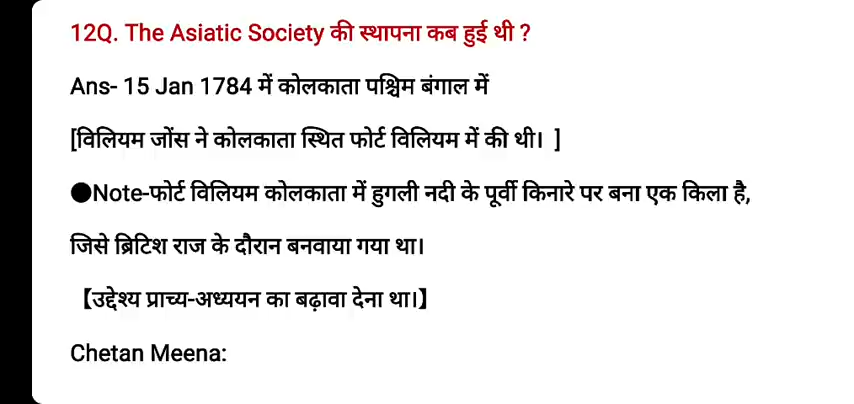 12Q. The Asiatic Society की स्थापना कब हुई थी ?
Ans- 15 Jan 1784 में कोलकाता पश्चिम बंगाल में
[विलियम जोंस ने कोलकाता स्थित फोर्ट विलियम में की थी। ]
●Note-फोर्ट विलियम कोलकाता में हुगली नदी के पूर्वी किनारे पर बना एक किला है,
जिसे ब्रिटिश राज के दौरान बनवाया गया था।
【उद्देश्य प्राच्य-अध्ययन का बढ़ावा देना था।】
Chetan Meena: